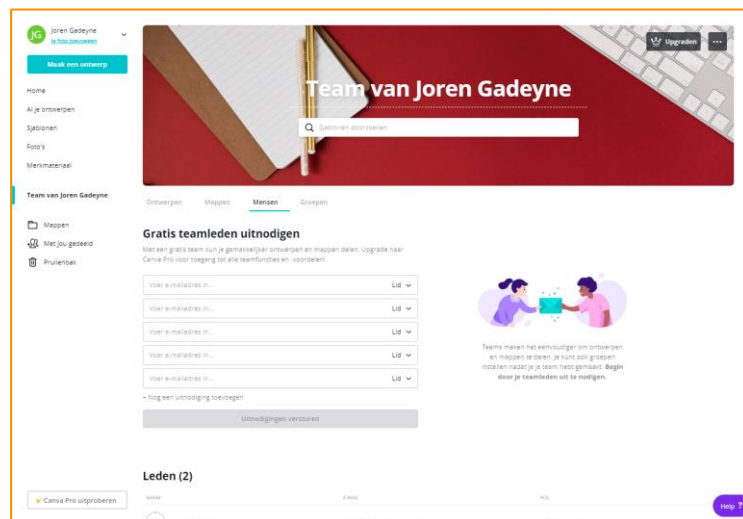 JG
Joren Gadeyne
Je foto toevoegen
Maak een ontwerp
Home
Al je ontwerpen
Sjablonen
Foto's
Merkmateriaal
Team van Joren Gadeyne
Mappen
Met jou gedeeld
Prullenbak
Canva Pro uitproberen
Upgraden
Team van Joren Gadeyne
Sjablonen doorzoeken
Ontwerpen Mappen Mensen Groepen
Gratis teamleden uitnodigen
Met een gratis team kun je gemakkelijker ontwerpen en mappen delen. Upgrade naar
Canva Pro voor toegang tot alle teamfuncties en -voordelen!
Voer e-mailadres in... Lid
Voer e-mailadres in... Lid
Voer e-mailadres in... Lid
Voer e-mailadres in... Lid
Voer e-mailadres in... Lid
+ Nog een uitnodiging toevoegen
Uitnodigingen versturen
Teams maken het eenvoudiger om ontwerpen
en mappen te delen. Je kunt ook groepen
instellen nadat je je team hebt gemaakt. Begin
door je teamleden uit te nodigen.
Leden (2)
NAAM E-MAIL ROL
Help ?